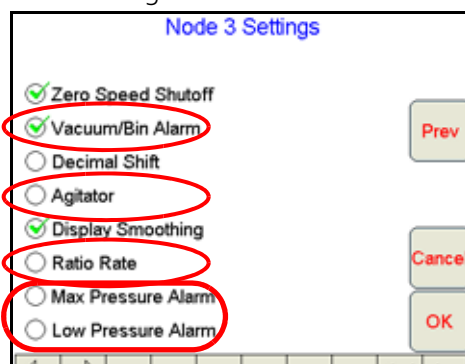 Node 3 Settings
Zero Speed Shutoff
Vacuum/Bin Alarm
Prev
Decimal Shift
Agitator
Display Smoothing
Ratio Rate
Cancel
Max Pressure Alarm
Low Pressure Alarm
OK